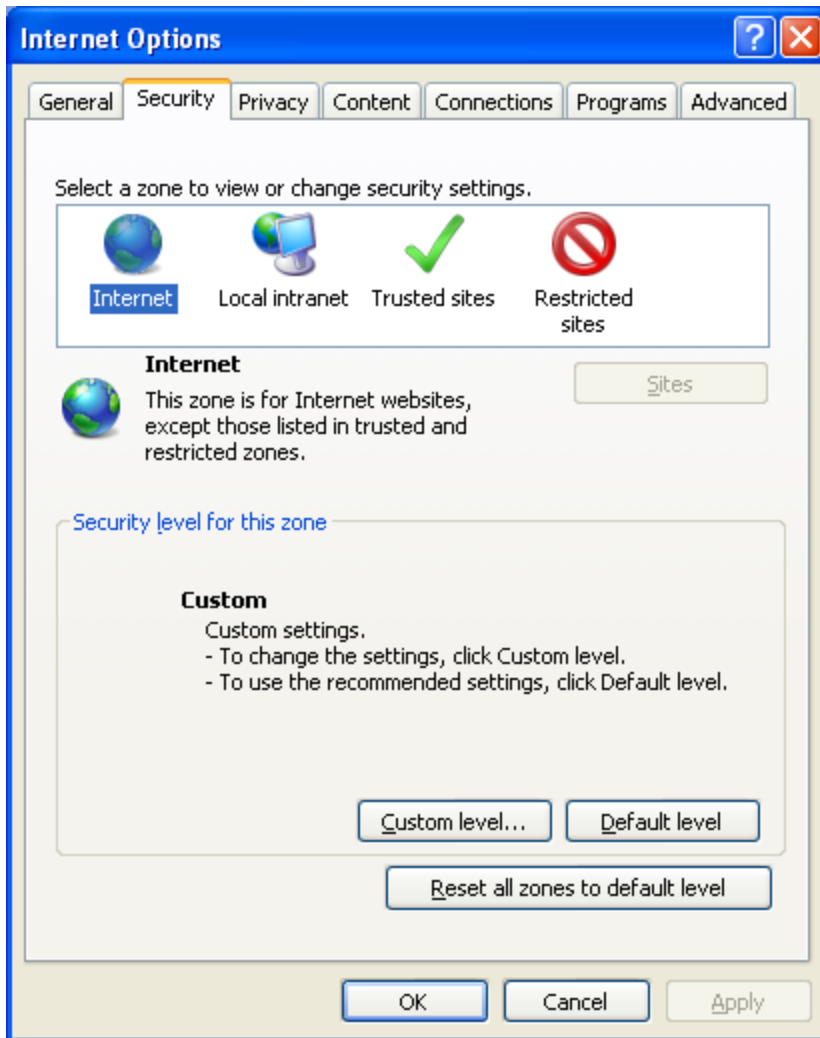 Internet Options
?
General Security Privacy Content Connections Programs Advanced
Select a zone to view or change security settings.
Internet Local intranet Trusted sites Restricted
sites
Internet
Sites
This zone is for Internet websites,
except those listed in trusted and
restricted zones.
Security level for this zone
Custom
Custom settings.
- To change the settings, click Custom level.
- To use the recommended settings, click Default level.
Custom level... Default level
Reset all zones to default level
OK Cancel Apply